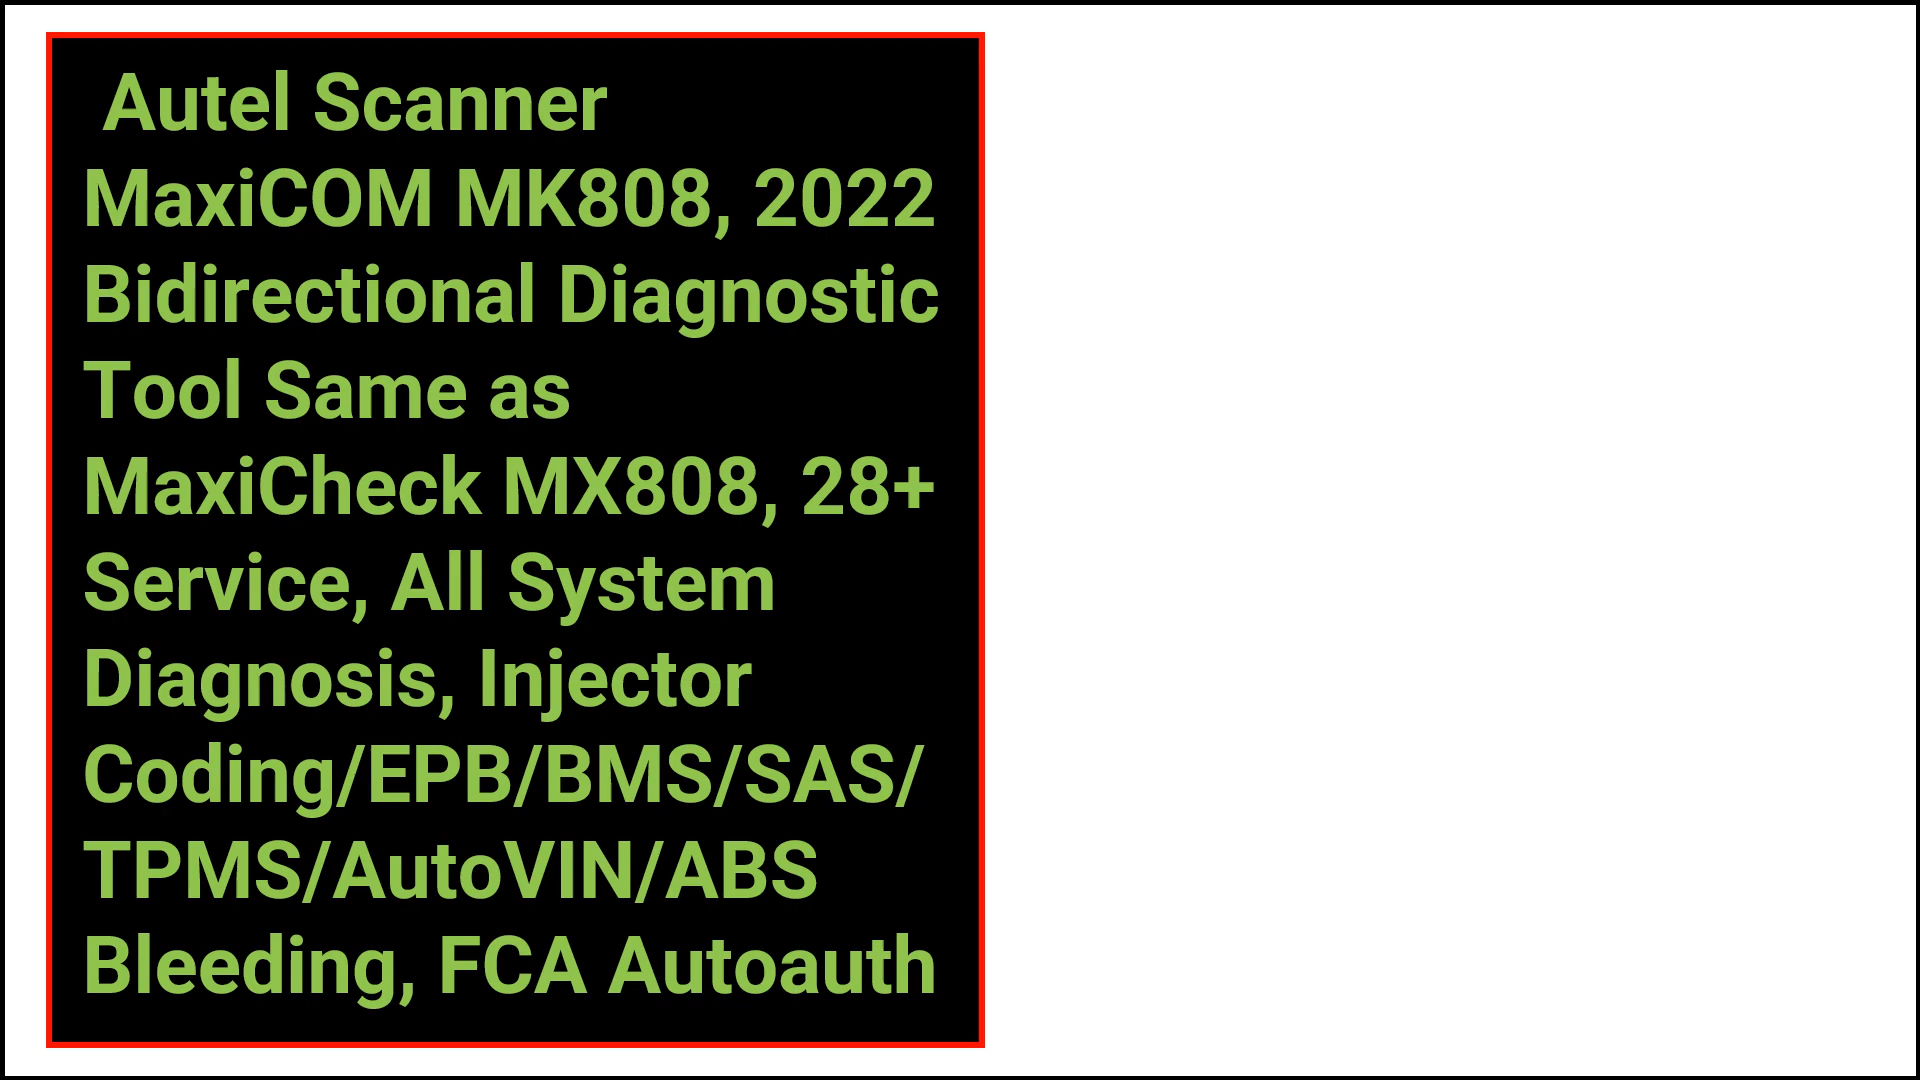 Autel Scanner
MaxiCOM MK808, 2022
Bidirectional Diagnostic
Tool Same as
MaxiCheck MX808, 28+
Service, All System
Diagnosis, Injector
Coding/EPB/BMS/SAS/
TPMS/AutoVIN/ABS
Bleeding, FCA Autoauth